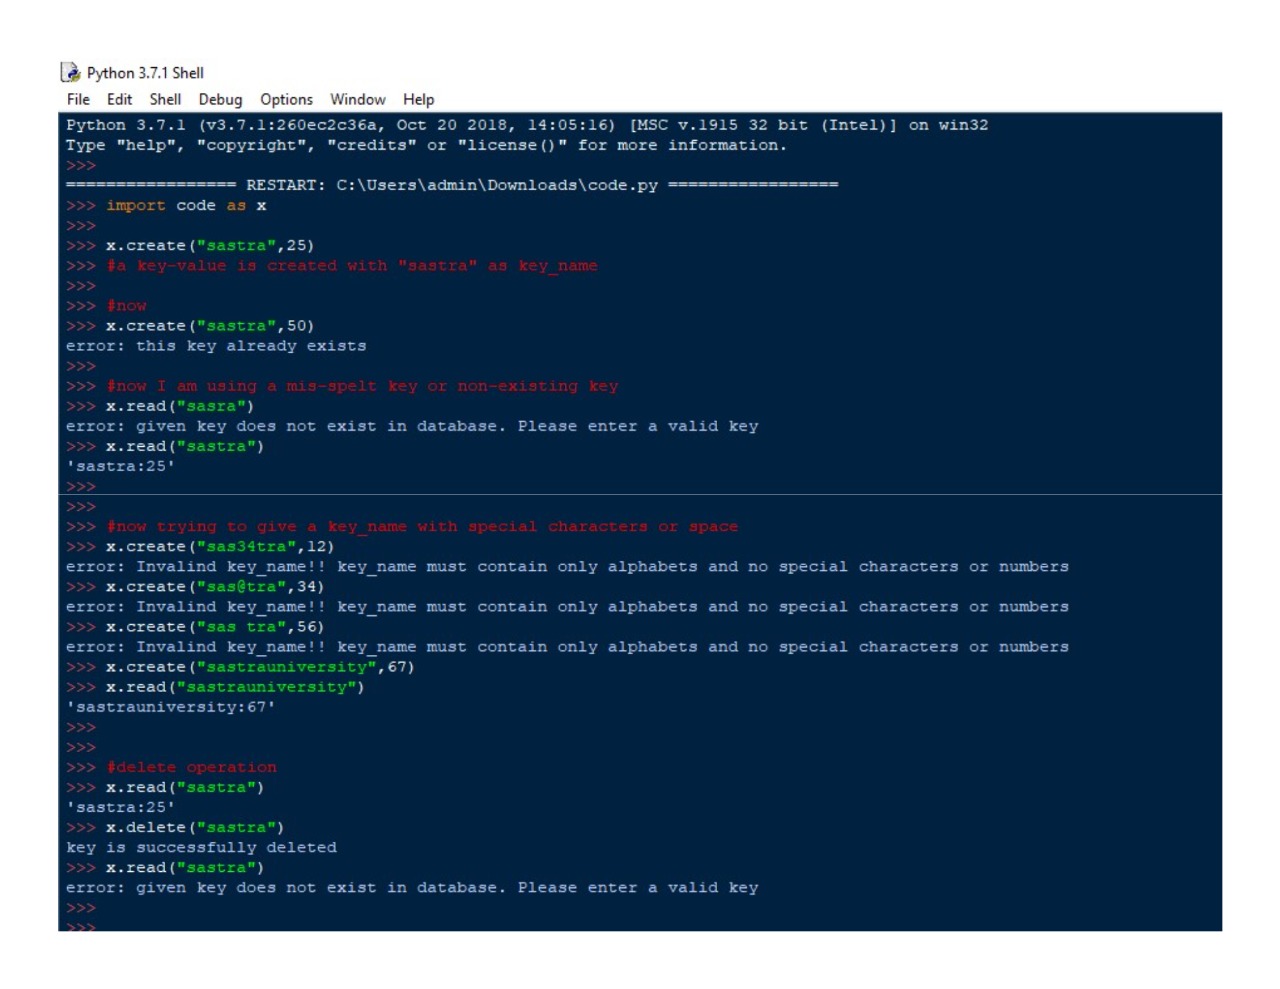 Python 3.7.1 Shell
File Edit Shell Debug Options Window Help
Python 3.7.1 (v3.7.1:260ec2c36a, Oct 20 2018, 14:05:16) [MSC v.1915 32 bit (Intel)] on win32
Type "help", "copyright", "credits" or "license()" for more information.
>>>
================= RESTART: C:\Users\admin\Downloads\code.py =================
>>> import code as x
>>>
>>> x.create("sastra",25)
>>> #a key-value is created with "sastra" as key_name
>>>
>>> #now
>>> x.create("sastra",50)
error: this key already exists
>>>
>>> #now I am using a mis-spelt key or non-existing key
>>> x.read("sasra")
error: given key does not exist in database. Please enter a valid key
>>> x.read("sastra")
'sastra:25'
>>>
>>>
>>> #now trying to give a key_name with special characters or space
>>> x.create("sas34tra",12)
error: Invalind key_name!! key_name must contain only alphabets and no special characters or numbers
>>> x.create("sas@tra",34)
error: Invalind key_name!! key_name must contain only alphabets and no special characters or numbers
>>> x.create("sas tra",56)
error: Invalind key_name!! key_name must contain only alphabets and no special characters or numbers
>>> x.create("sastrauniversity",67)
>>> x.read("sastrauniversity")
'sastrauniversity:67'
>>>
>>>
>>> #delete operation
>>> x.read("sastra")
'sastra:25'
>>> x.delete("sastra")
key is successfully deleted
>>> x.read("sastra")
error: given key does not exist in database. Please enter a valid key
>>>
>>>